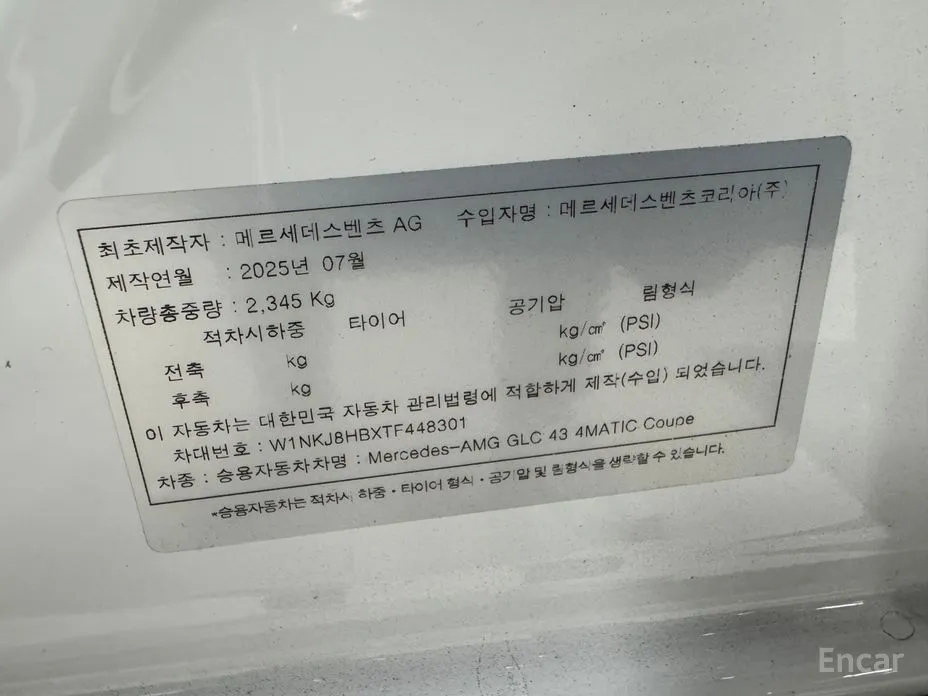 최초제작자 : 메르세데스벤츠 AG 수입자명 : 메르세데스벤츠코리아(주)
제작연월 : 2025년 07월
차량총중량 : 2,345 Kg
적차시하중 타이어 공기압 림형식
전축 kg kg/㎠ (PSI)
후축 kg kg/㎠ (PSI)
이 자동차는 대한민국 자동차 관리법령에 적합하게 제작(수입) 되었습니다.
차대번호 : W1NKJ8HBXTF448301
차종 : 승용자동차차명 : Mercedes-AMG GLC 43 4MATIC Coupe
*승용자동차는 적차시 하중·타이어 형식·공기압 및 림형식을 생략할 수 있습니다.
Encar